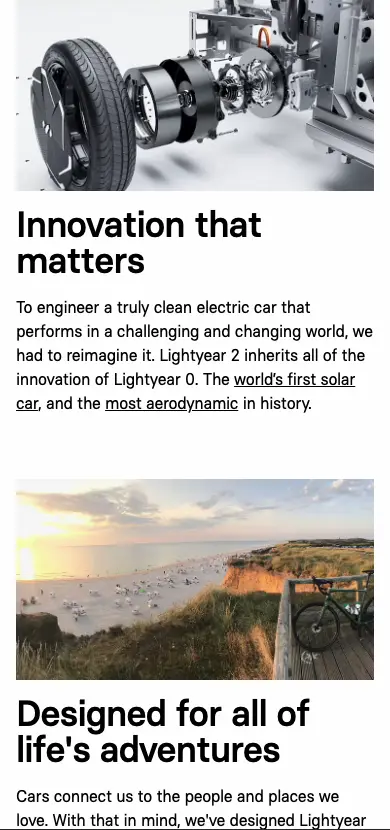 Innovation that
matters
To engineer a truly clean electric car that
performs in a challenging and changing world, we
had to reimagine it. Lightyear 2 inherits all of the
innovation of Lightyear 0. The world’s first solar
car, and the most aerodynamic in history.
Designed for all of
life's adventures
Cars connect us to the people and places we
love. With that in mind, we've designed Lightyear